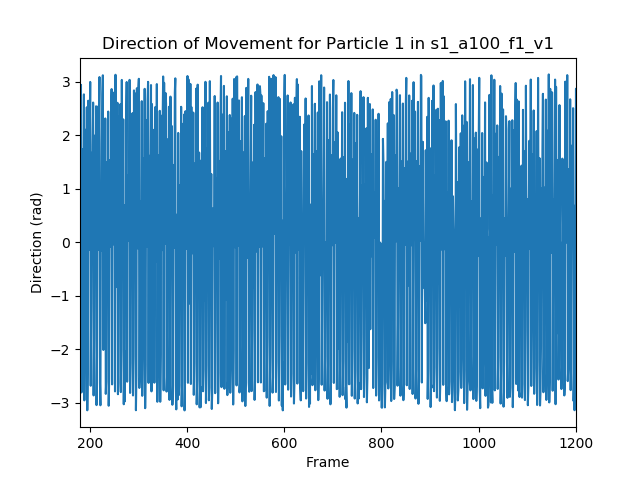 Direction of Movement for Particle 1 in s1_a100_f1_v1
3
2
1
0
−1
−2
−3
Direction (rad)
200 400 600 800 1000 1200
Frame